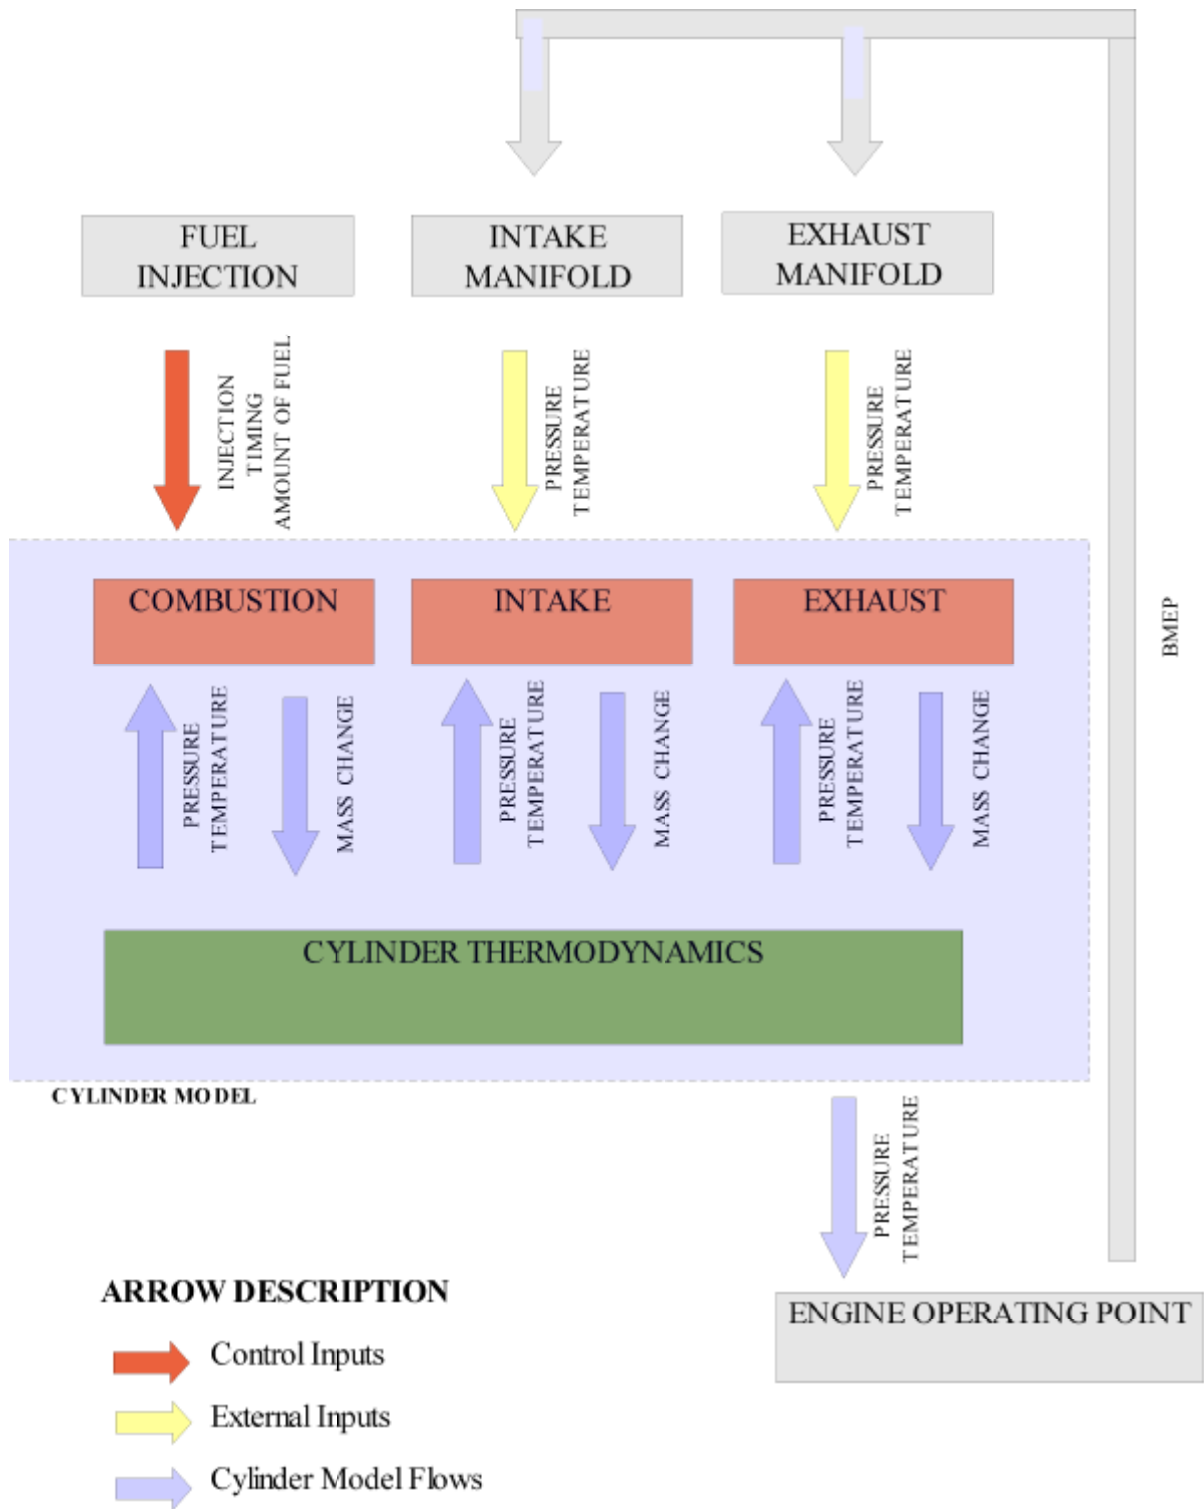 FUEL
INJECTION
INTAKE
MANIFOLD
EXHAUST
MANIFOLD
INJECTION
TIMING
AMOUNT OF FUEL
PRESSURE
TEMPERATURE
PRESSURE
TEMPERATURE
BMEP
COMBUSTION
INTAKE
EXHAUST
PRESSURE
TEMPERATURE
MASS CHANGE
PRESSURE
TEMPERATURE
MASS CHANGE
PRESSURE
TEMPERATURE
MASS CHANGE
CYLINDER THERMODYNAMICS
CYLINDER MODEL
PRESSURE
TEMPERATURE
ENGINE OPERATING POINT
ARROW DESCRIPTION
Control Inputs
External Inputs
Cylinder Model Flows